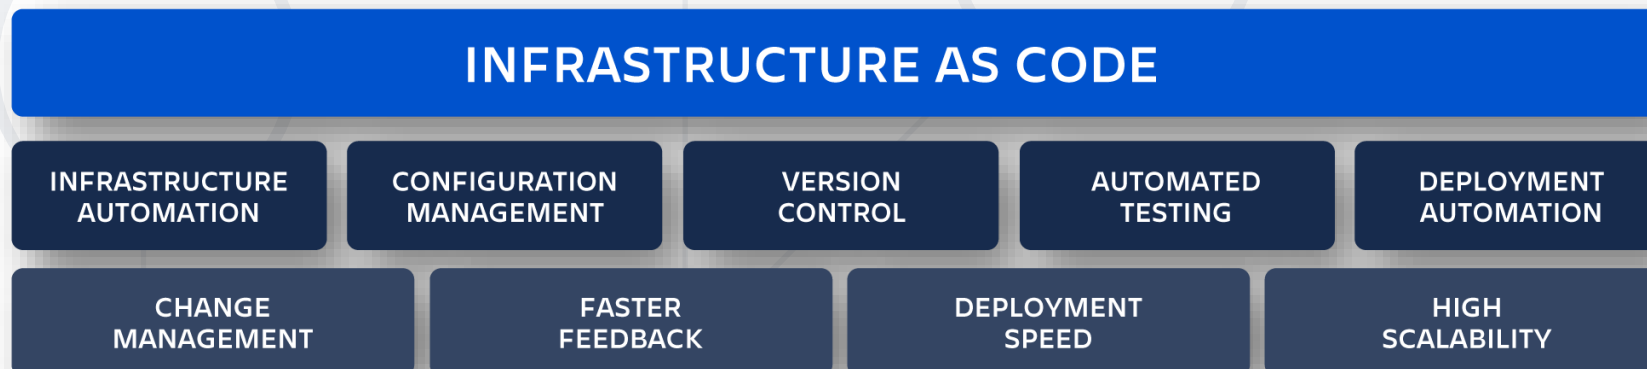 INFRASTRUCTURE AS CODE
INFRASTRUCTURE
AUTOMATION
CONFIGURATION
MANAGEMENT
VERSION
CONTROL
AUTOMATED
TESTING
DEPLOYMENT
AUTOMATION
CHANGE
MANAGEMENT
FASTER
FEEDBACK
DEPLOYMENT
SPEED
HIGH
SCALABILITY